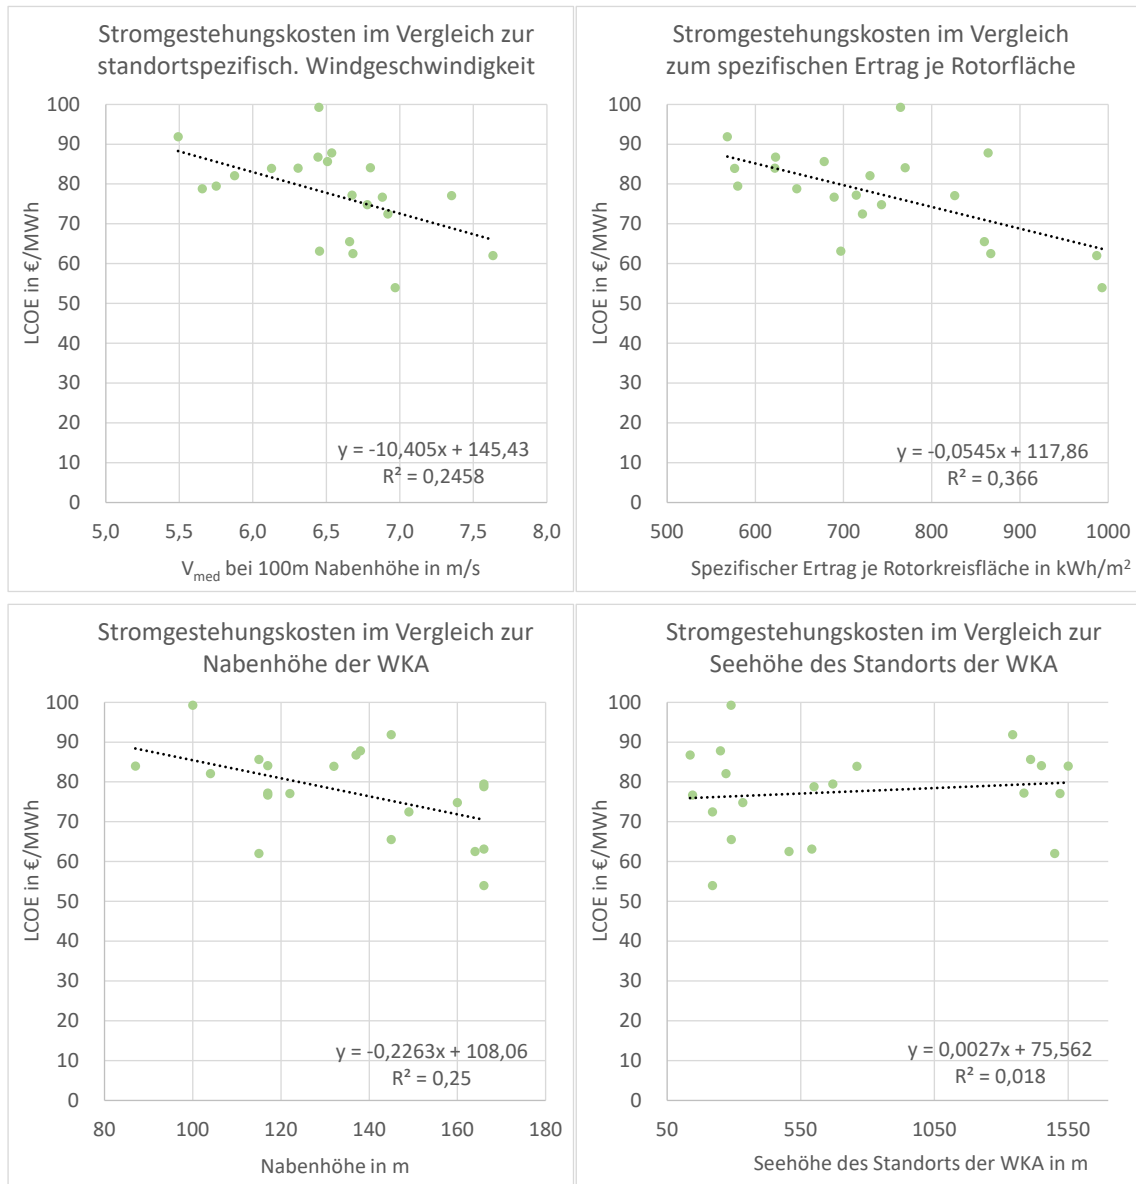 Stromgestehungskosten im Vergleich zur
standortspezifisch. Windgeschwindigkeit
100
90
80
70
60
50
40
30
20
10
0
LCOE in €/MWh
y = -10,405x + 145,43
R² = 0,2458
5,0 5,5 6,0 6,5 7,0 7,5 8,0
Vmed bei 100m Nabenhöhe in m/s
Stromgestehungskosten im Vergleich
zum spezifischen Ertrag je Rotorfläche
100
90
80
70
60
50
40
30
20
10
0
LCOE in €/MWh
y = -0,0545x + 117,86
R² = 0,366
500 600 700 800 900 1000
Spezifischer Ertrag je Rotorkreisfläche in kWh/m²
Stromgestehungskosten im Vergleich zur
Nabenhöhe der WKA
100
90
80
70
60
50
40
30
20
10
0
LCOE in €/MWh
y = -0,2263x + 108,06
R² = 0,25
80 100 120 140 160 180
Nabenhöhe in m
Stromgestehungskosten im Vergleich zur
Seehöhe des Standorts der WKA
100
90
80
70
60
50
40
30
20
10
0
LCOE in €/MWh
y = 0,0027x + 75,562
R² = 0,018
50 550 1050 1550
Seehöhe des Standorts der WKA in m